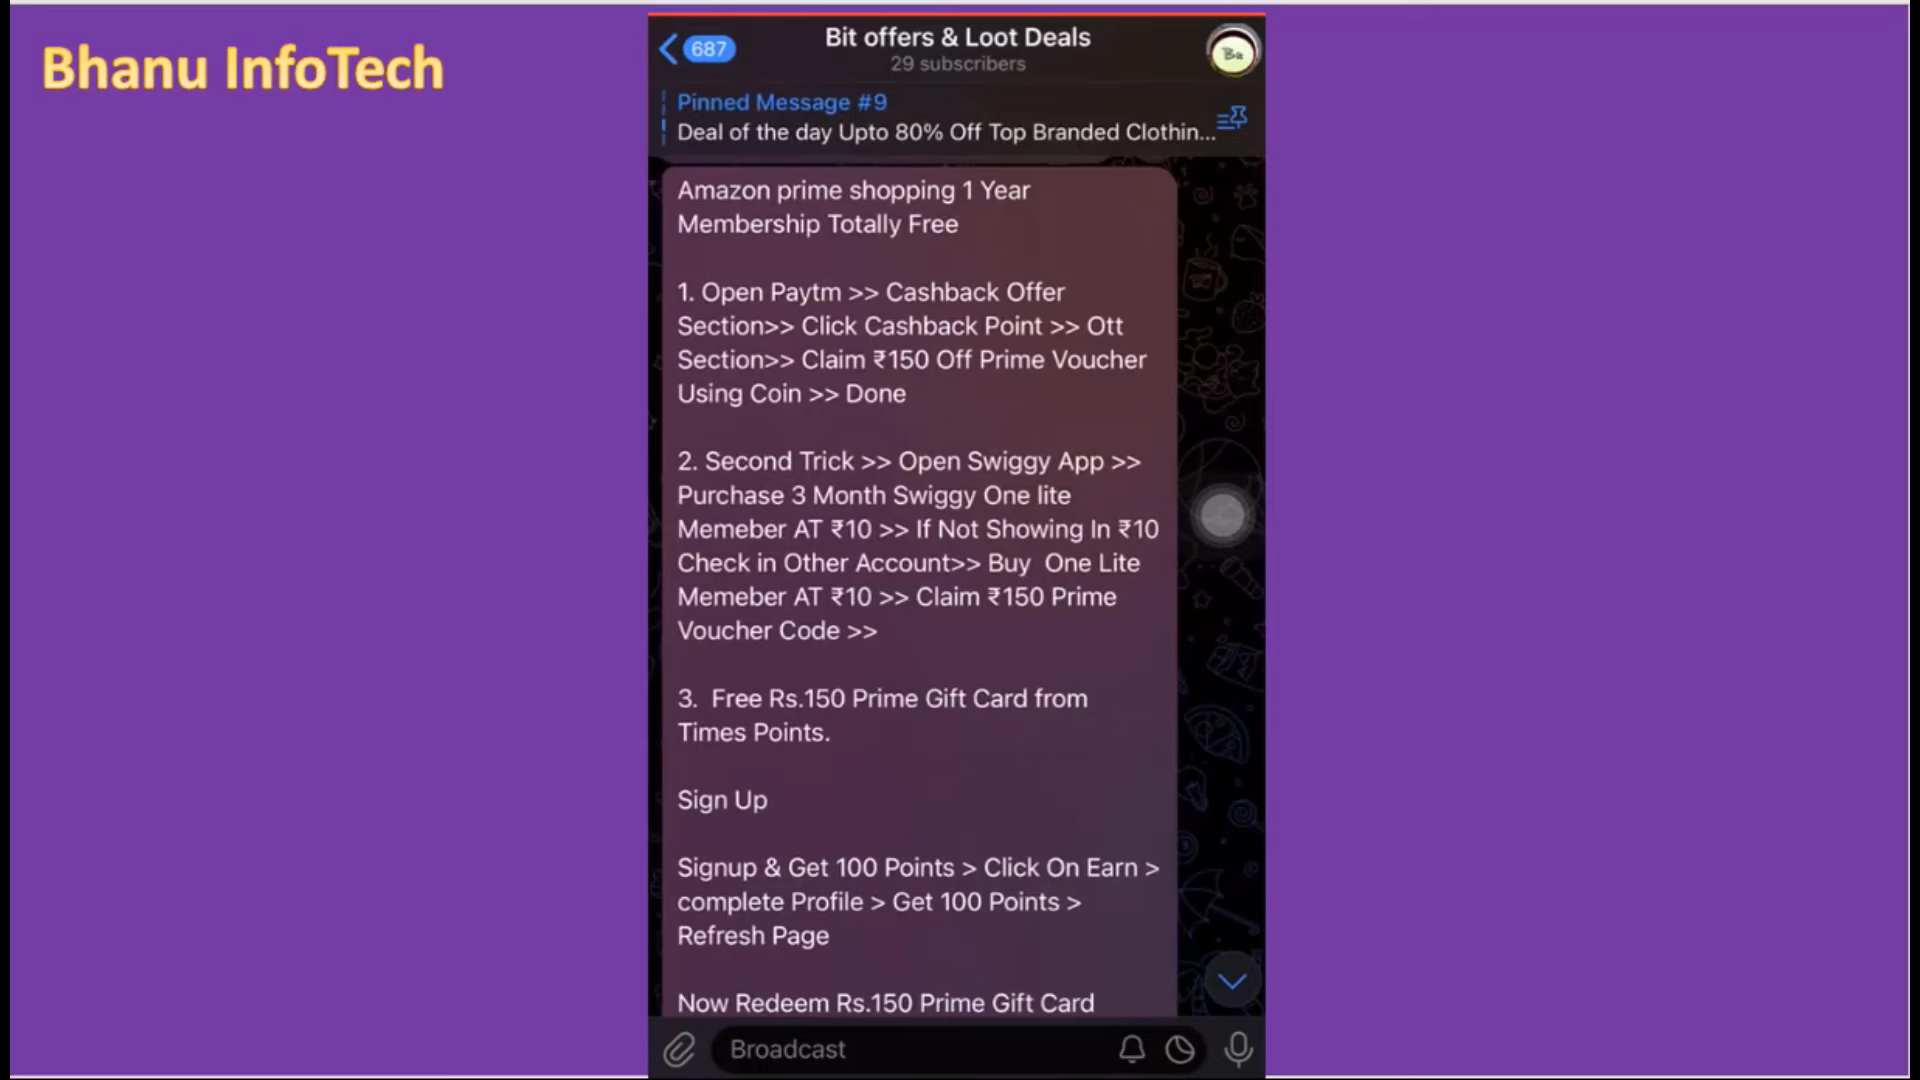 Bhanu InfoTech
687
Bit offers & Loot Deals
29 subscribers
Pinned Message #9
Deal of the day Upto 80% Off Top Branded Clothin...
Amazon prime shopping 1 Year
Membership Totally Free
1. Open Paytm >> Cashback Offer
Section>> Click Cashback Point >> Ott
Section>> Claim ₹150 Off Prime Voucher
Using Coin >> Done
2. Second Trick >> Open Swiggy App >>
Purchase 3 Month Swiggy One lite
Memeber AT ₹10 >> If Not Showing In ₹10
Check in Other Account>> Buy  One Lite
Memeber AT ₹10 >> Claim ₹150 Prime
Voucher Code >>
3.  Free Rs.150 Prime Gift Card from
Times Points.
Sign Up
Signup & Get 100 Points > Click On Earn >
complete Profile > Get 100 Points >
Refresh Page
Now Redeem Rs.150 Prime Gift Card
Broadcast